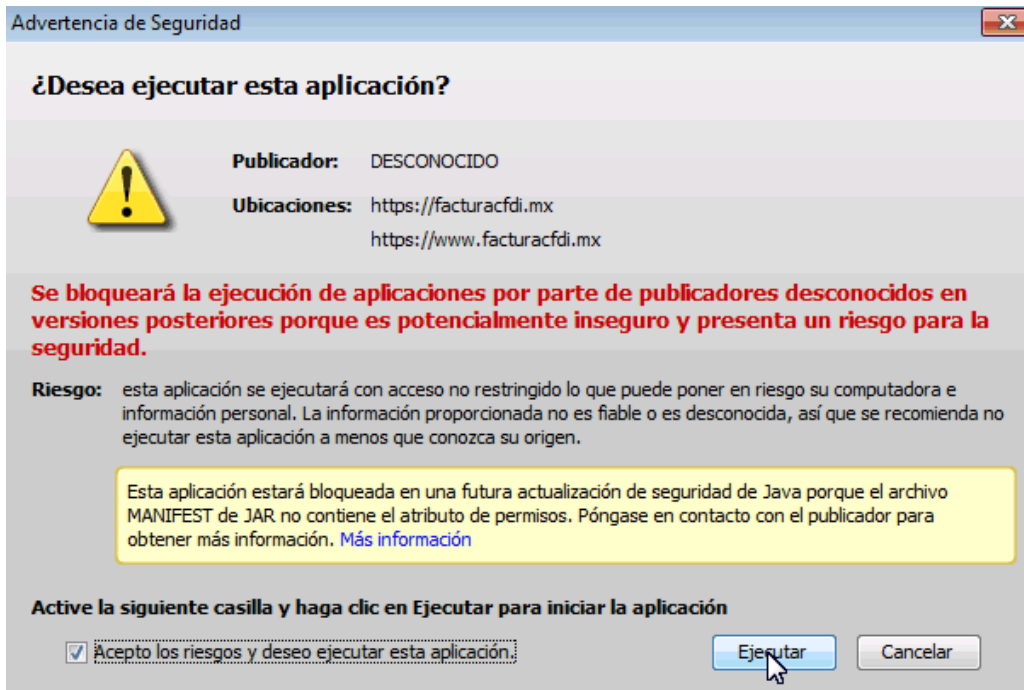 Advertencia de Seguridad
¿Desea ejecutar esta aplicación?
Publicador: DESCONOCIDO
Ubicaciones: https://facturacfdi.mx
https://www.facturacfdi.mx
Se bloqueará la ejecución de aplicaciones por parte de publicadores desconocidos en
versiones posteriores porque es potencialmente inseguro y presenta un riesgo para la
seguridad.
Riesgo: esta aplicación se ejecutará con acceso no restringido lo que puede poner en riesgo su computadora e
información personal. La información proporcionada no es fiable o es desconocida, así que se recomienda no
ejecutar esta aplicación a menos que conozca su origen.
Esta aplicación estará bloqueada en una futura actualización de seguridad de Java porque el archivo
MANIFEST de JAR no contiene el atributo de permisos. Póngase en contacto con el publicador para
obtener más información. Más información
Active la siguiente casilla y haga clic en Ejecutar para iniciar la aplicación
Acepto los riesgos y deseo ejecutar esta aplicación.
Ejecutar
Cancelar